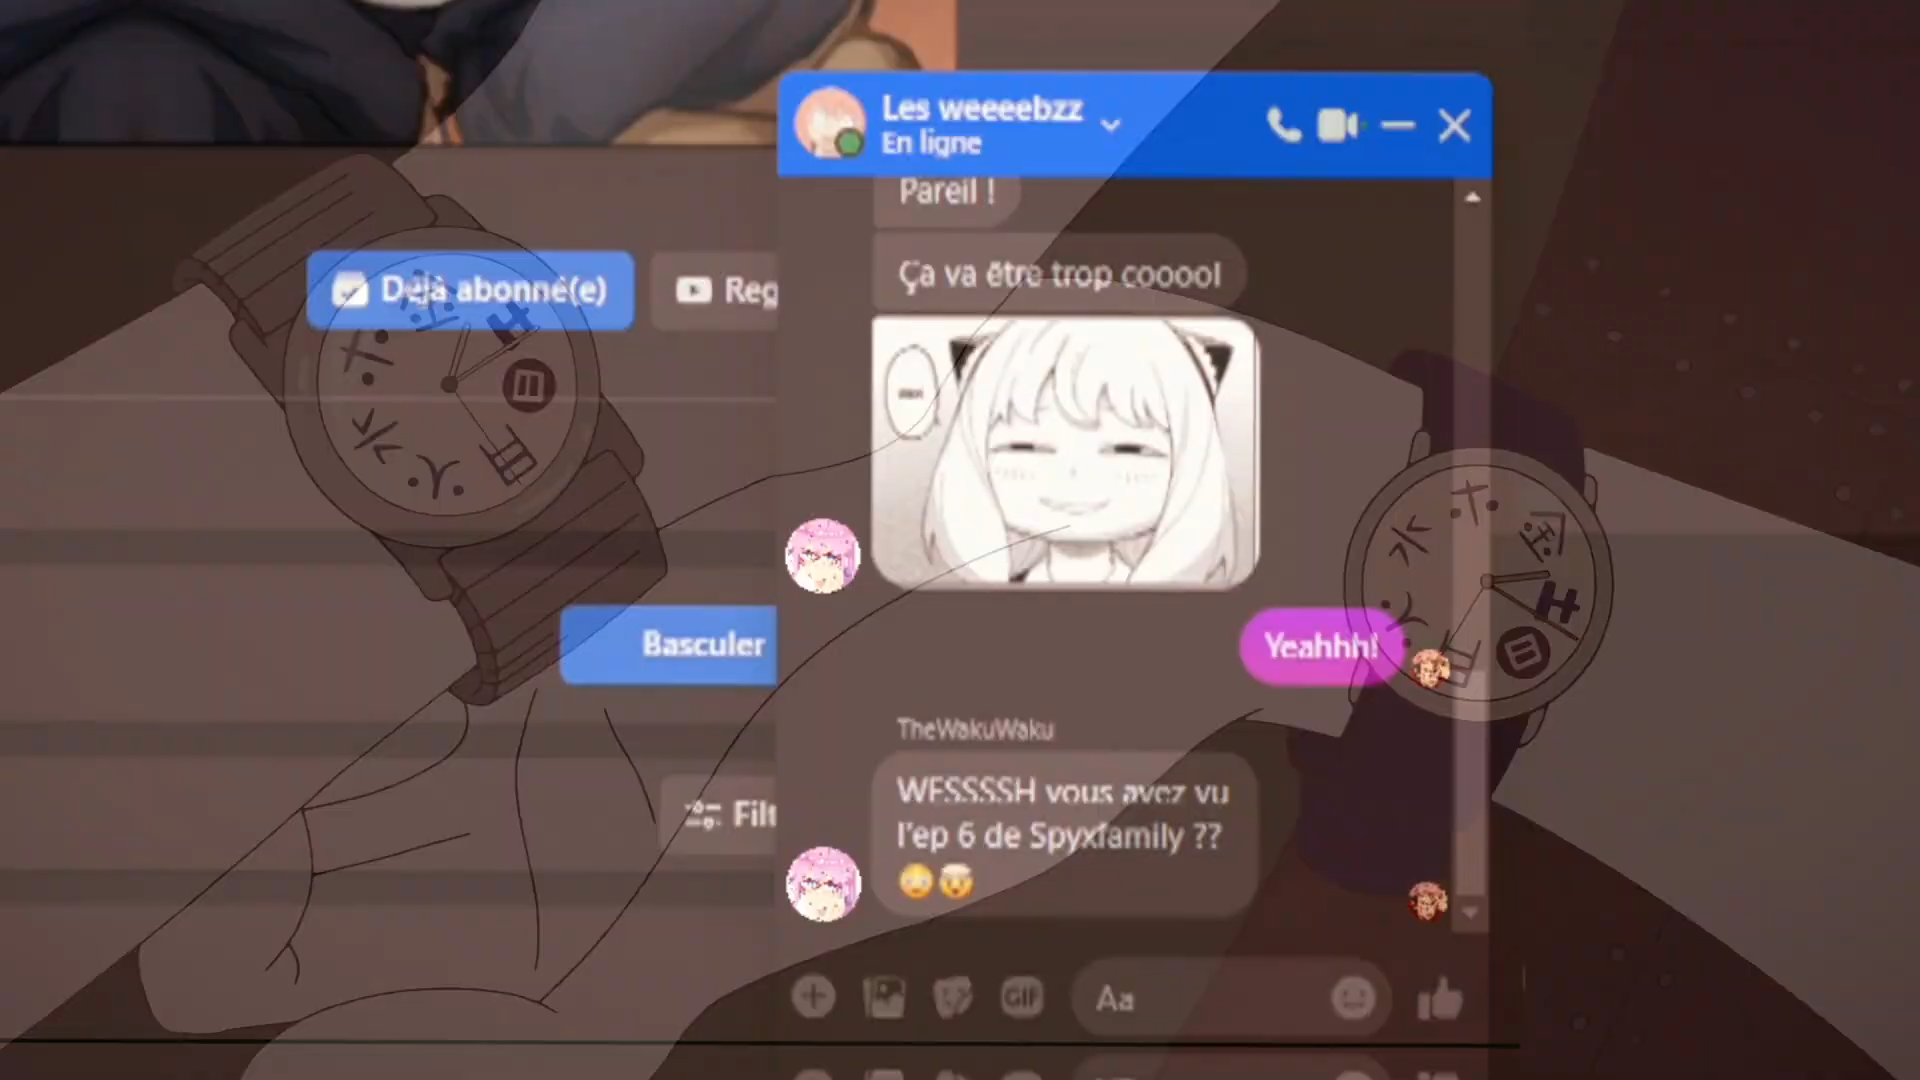 Les weeeebzz
En ligne
Pareil !
Déjà abonné(e)
Reg
Ça va être trop cooool
Basculer
Yeahhh!
TheWakuWaku
WESSSSH vous avez vu
l'ep 6 de Spyxfamily ??
Filt
GIF
Aa